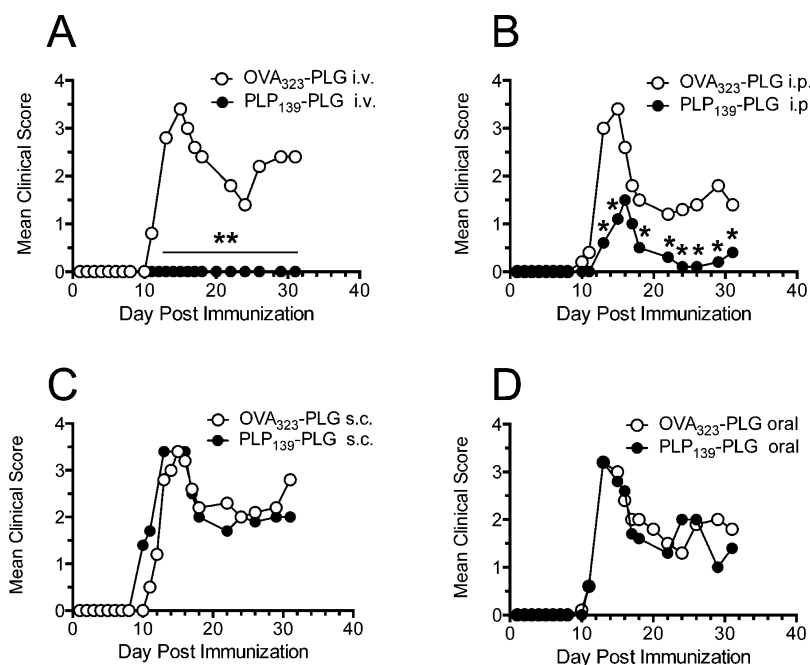 A
OVA323-PLG i.v.
PLP139-PLG i.v.
Mean Clinical Score
4
3
2
1
0
**
0 10 20 30 40
Day Post Immunization
B
OVA323-PLG i.p.
PLP139-PLG i.p
Mean Clinical Score
4
3
2
1
0
* * * * * * * *
0 10 20 30 40
Day Post Immunization
C
OVA323-PLG s.c.
PLP139-PLG s.c.
Mean Clinical Score
4
3
2
1
0
0 10 20 30 40
Day Post Immunization
D
OVA323-PLG oral
PLP139-PLG oral
Mean Clinical Score
4
3
2
1
0
0 10 20 30 40
Day Post Immunization